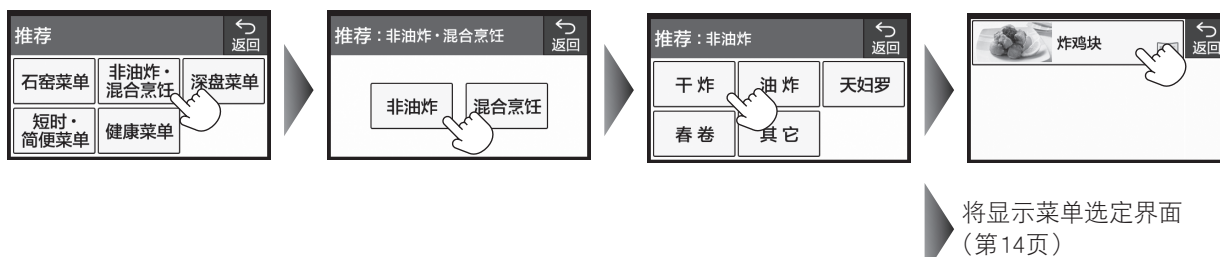 推荐
返回
石窑菜单
非油炸・
混合烹饪
深盘菜单
短时・
简便菜单
健康菜单
推荐：非油炸・混合烹饪
返回
非油炸
混合烹饪
推荐：非油炸
返回
干炸
油炸
天妇罗
春卷
其它
炸鸡块
返回
将显示菜单选定界面
（第14页）